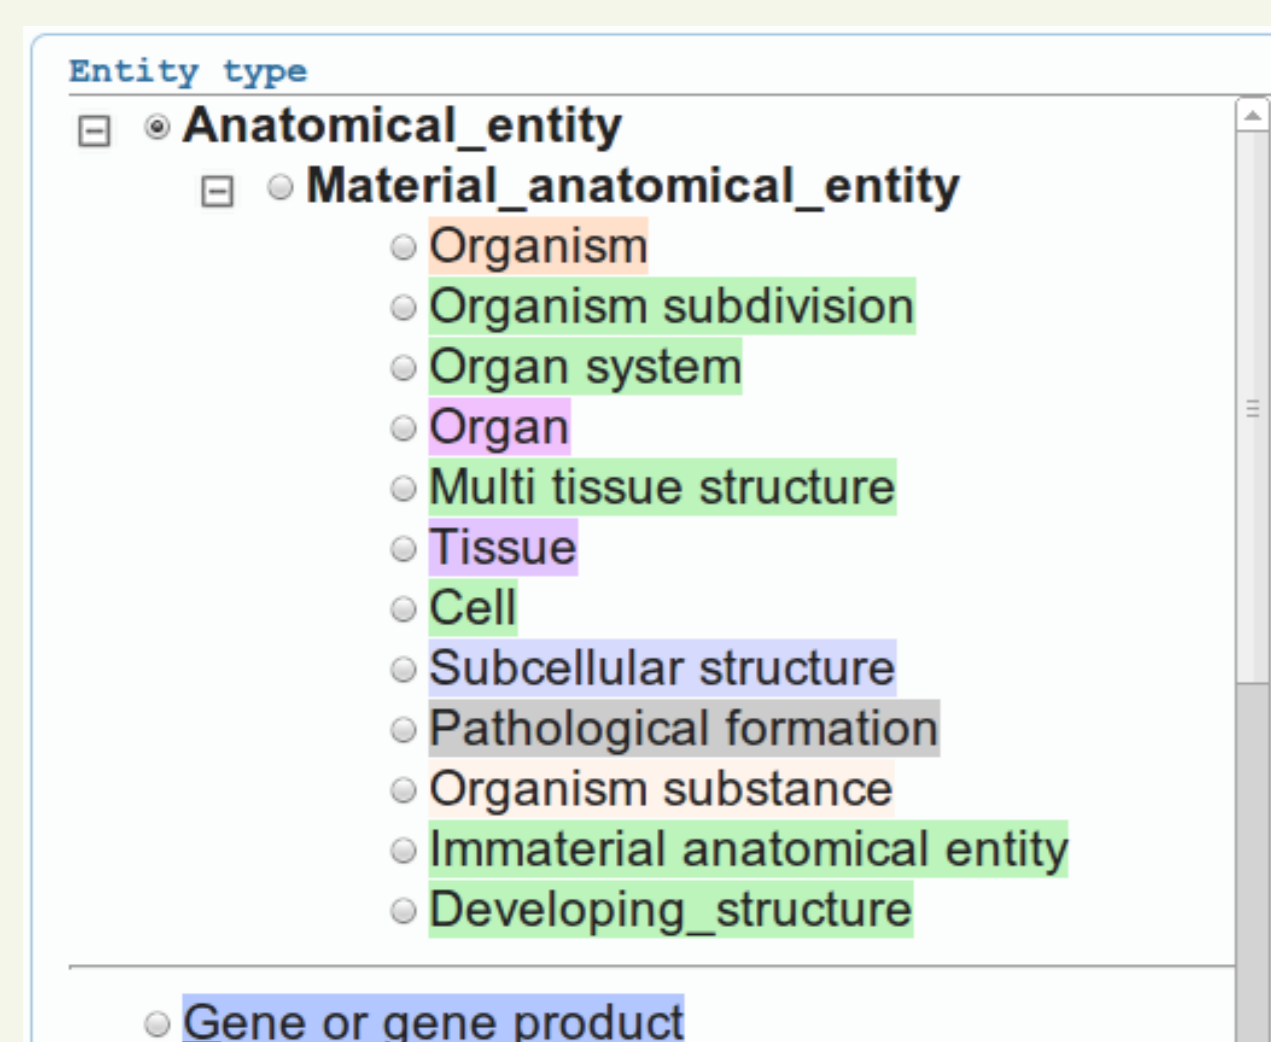 Entity type
Anatomical_entity
Material_anatomical_entity
Organism
Organism subdivision
Organ system
Organ
Multi tissue structure
Tissue
Cell
Subcellular structure
Pathological formation
Organism substance
Immaterial anatomical entity
Developing_structure
Gene or gene product